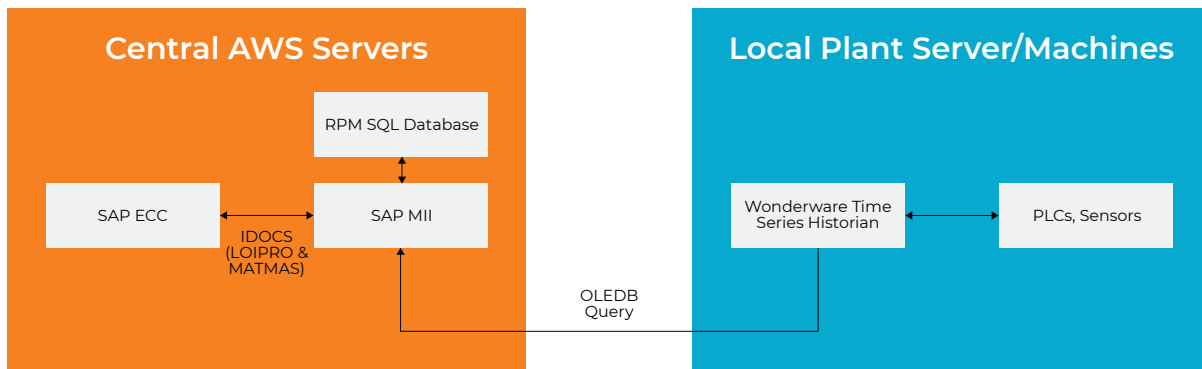 Central AWS Servers
RPM SQL Database
SAP ECC
SAP MII
IDOCS
(LOIPRO &
MATMAS)
Local Plant Server/Machines
Wonderware Time
Series Historian
PLCs, Sensors
OLEDB
Query